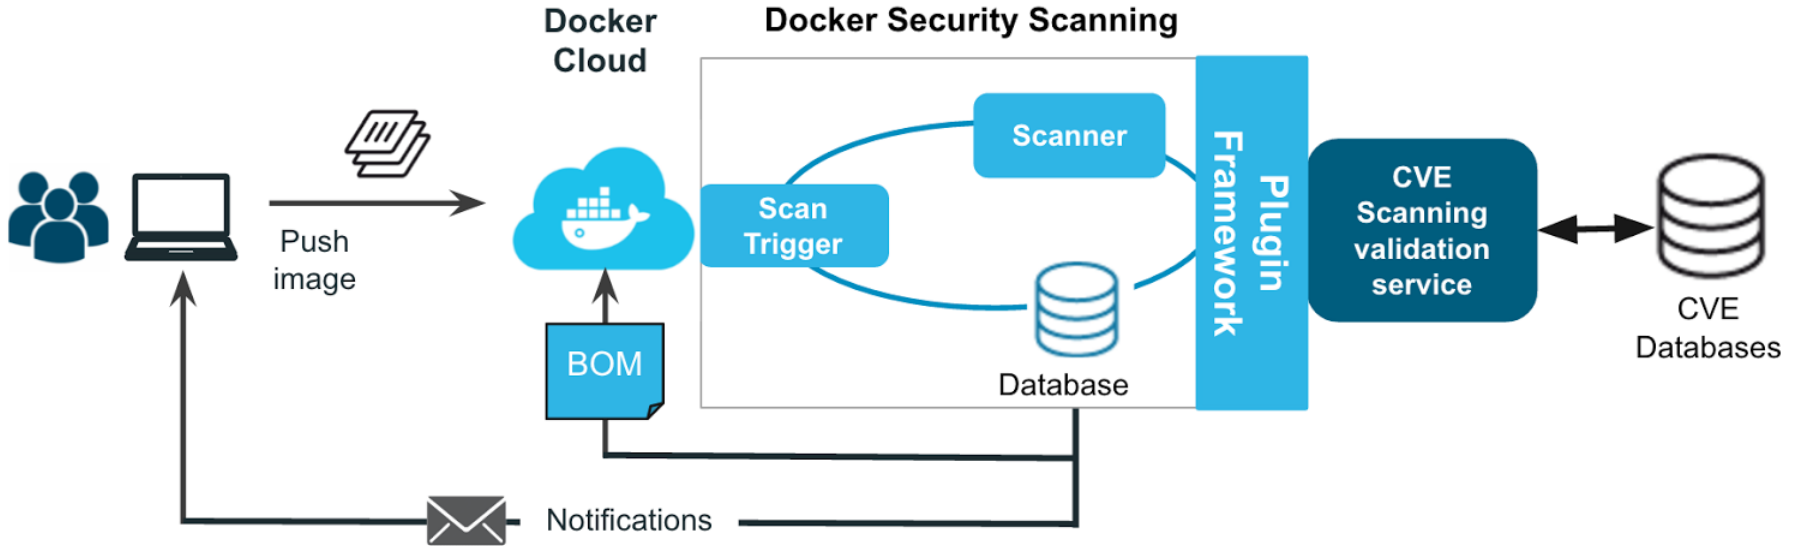 Docker
Cloud
Docker Security Scanning
Push
image
Scan
Trigger
Scanner
Database
Plugin
Framework
CVE
Scanning
validation
service
CVE
Databases
BOM
Notifications